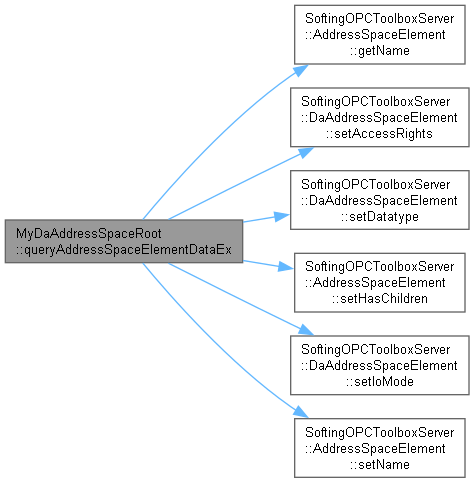 SoftingOPCToolboxServer
::AddressSpaceElement
::getName
SoftingOPCToolboxServer
::DaAddressSpaceElement
::setAccessRights
SoftingOPCToolboxServer
::DaAddressSpaceElement
::setDatatype
MyDaAddressSpaceRoot
::queryAddressSpaceElementDataEx
SoftingOPCToolboxServer
::AddressSpaceElement
::setHasChildren
SoftingOPCToolboxServer
::DaAddressSpaceElement
::setIoMode
SoftingOPCToolboxServer
::AddressSpaceElement
::setName